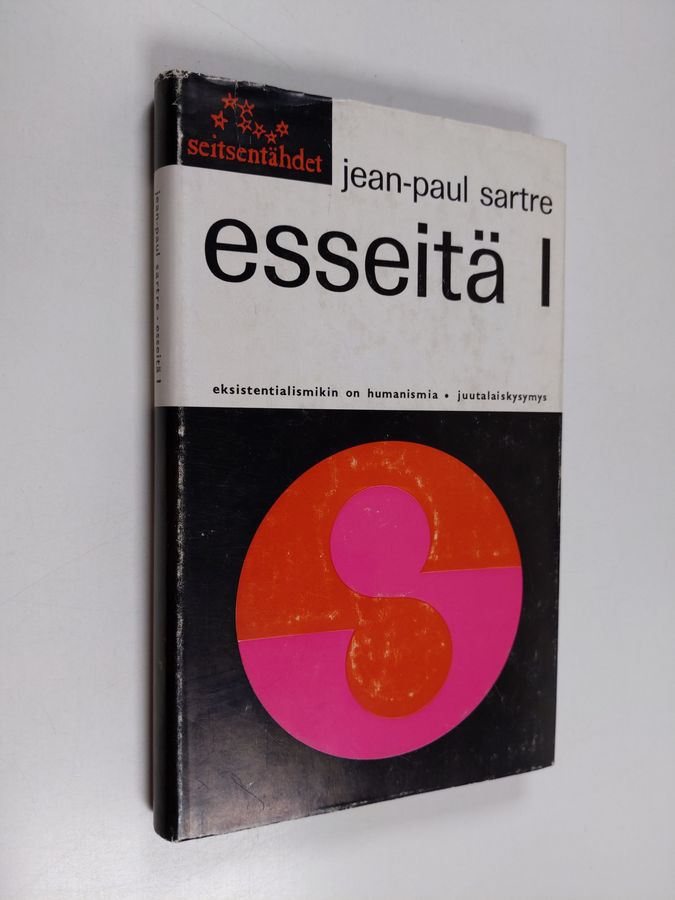 seitsentähdet
jean-paul sartre
esseitä I
eksistentialismikin on humanismia • juutalaiskysymys
jean-paul sartre • esseitä I